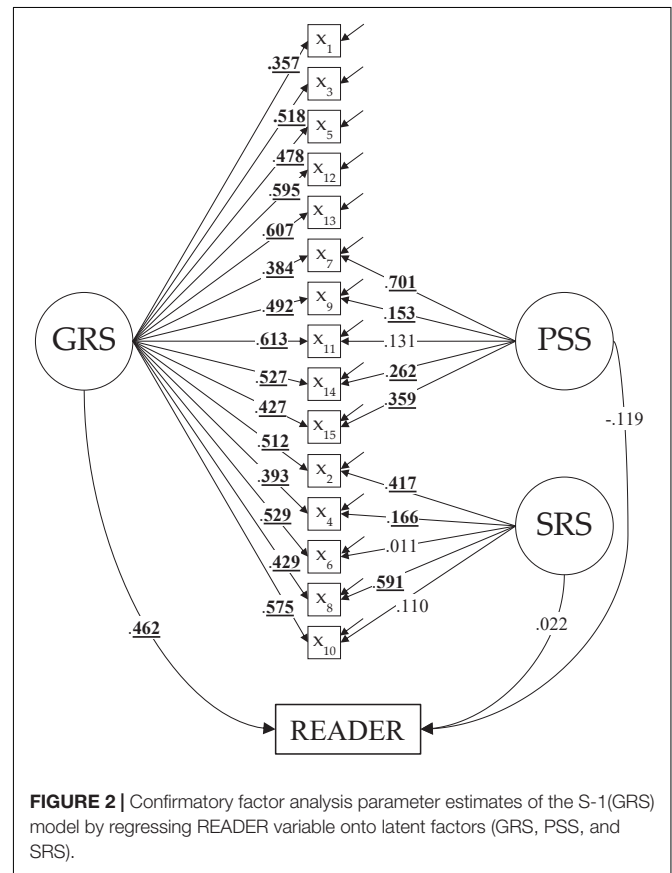 x1
.357
x3
.518
x5
.478
x12
.595
x13
.607
x7
.384
.701
x9
.492
.153
GRS
x11
.613
.131
PSS
x14
.527
.262
x15
.427
.359
-.119
x2
.512
.417
x4
.393
.166
SRS
x6
.529
.011
x8
.429
.591
x10
.575
.110
.462
.022
READER
FIGURE 2 | Confirmatory factor analysis parameter estimates of the S-1(GRS)
model by regressing READER variable onto latent factors (GRS, PSS, and
SRS).